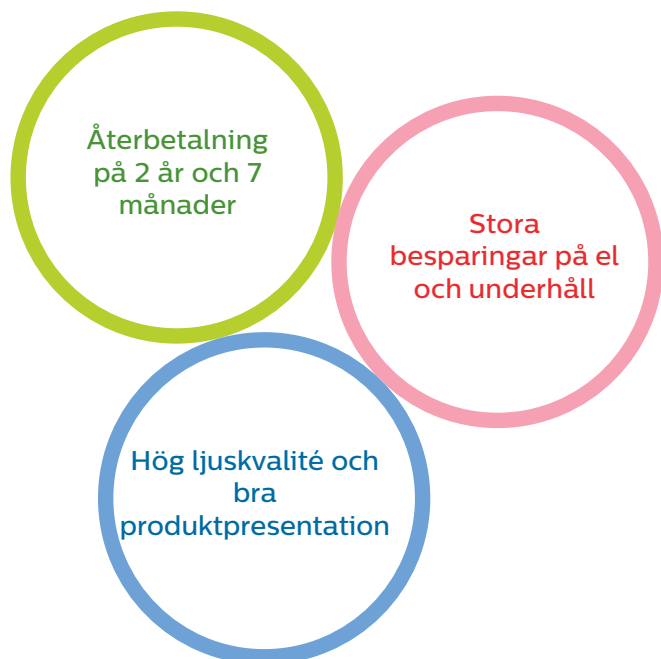 Återbetalning
på 2 år och 7
månader
Stora
besparingar på el
och underhåll
Hög ljuskvalité och
bra
produktpresentation